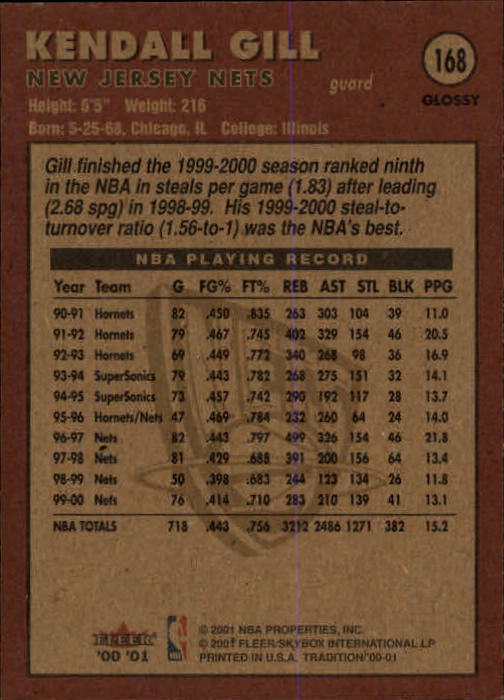 KENDALL GILL
168
NEW JERSEY NETS guard
GLOSSY
Height: 6'5" Weight: 216
Born: 5-25-68, Chicago, IL College: Illinois
Gill finished the 1999-2000 season ranked ninth
in the NBA in steals per game (1.83) after leading
(2.68 spg) in 1998-99. His 1999-2000 steal-to-
turnover ratio (1.56-to-1) was the NBA's best.
NBA PLAYING RECORD
Year Team G FG% FT% REB AST STL BLK PPG
90-91 Hornets 82 .450 .835 263 303 104 39 11.0
91-92 Hornets 79 .467 .745 402 329 154 46 20.5
92-93 Hornets 69 .449 .772 340 268 98 36 16.9
93-94 SuperSonics 79 .443 .782 268 275 151 32 14.1
94-95 SuperSonics 73 .457 .742 290 192 117 28 13.7
95-96 Hornets/Nets 47 .469 .784 232 260 64 24 14.0
96-97 Nets 82 .443 .797 499 326 154 46 21.8
97-98 Nets 81 .429 .688 391 200 156 64 13.4
98-99 Nets 50 .398 .683 244 123 134 26 11.8
99-00 Nets 76 .414 .710 283 210 139 41 13.1
NBA TOTALS 718 .443 .756 3212 2486 1271 382 15.2
FLEER
'00 '01
NBA
© 2001 NBA PROPERTIES, INC.
© 2001 FLEER/SKYBOX INTERNATIONAL LP
PRINTED IN U.S.A. TRADITION '00-01